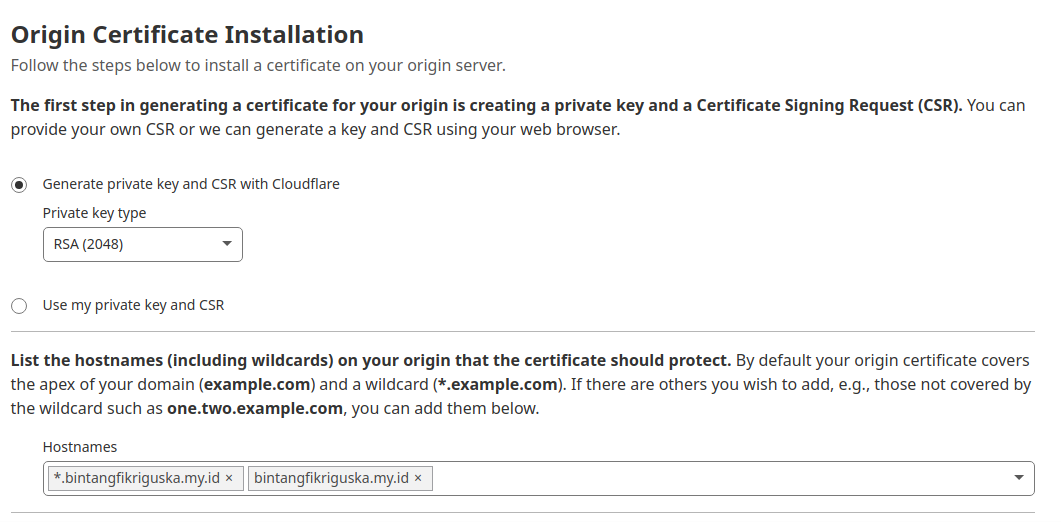 Origin Certificate Installation
Follow the steps below to install a certificate on your origin server.
The first step in generating a certificate for your origin is creating a private key and a Certificate Signing Request (CSR). You can
provide your own CSR or we can generate a key and CSR using your web browser.
Generate private key and CSR with Cloudflare
Private key type
RSA (2048)
Use my private key and CSR
List the hostnames (including wildcards) on your origin that the certificate should protect. By default your origin certificate covers
the apex of your domain (example.com) and a wildcard (*.example.com). If there are others you wish to add, e.g., those not covered by
the wildcard such as one.two.example.com, you can add them below.
Hostnames
*.bintangfikriguska.my.id × bintangfikriguska.my.id ×